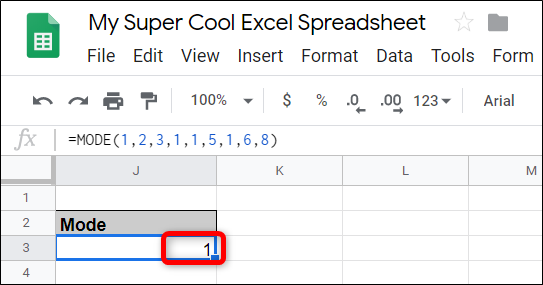 My Super Cool Excel Spreadsheet
File Edit View Insert Format Data Tools Form
100% $ % .0 .00 123 Arial
fx =MODE(1,2,3,1,1,5,1,6,8)
J K L M
1
2 Mode
3 1
4